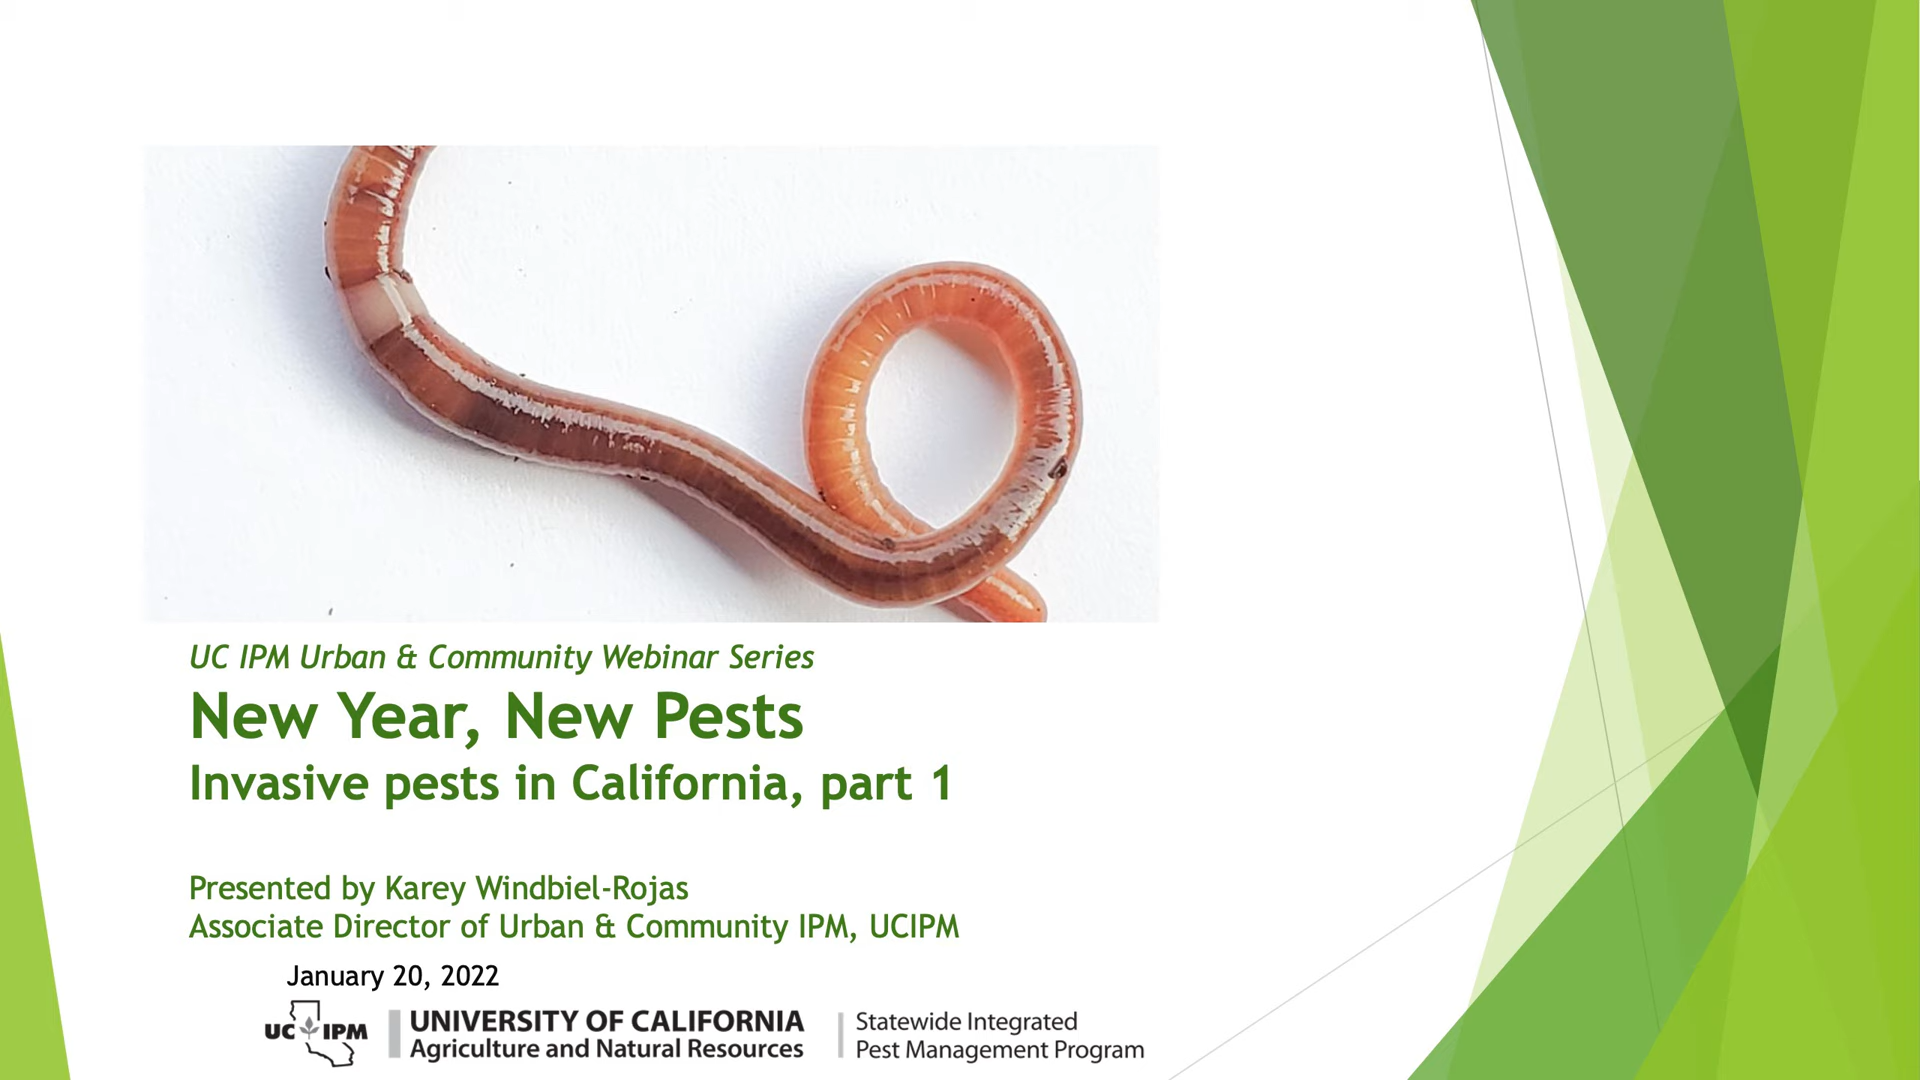 UC IPM Urban & Community Webinar Series
New Year, New Pests
Invasive pests in California, part 1
Presented by Karey Windbiel-Rojas
Associate Director of Urban & Community IPM, UCIPM
January 20, 2022
UC IPM
UNIVERSITY OF CALIFORNIA
Agriculture and Natural Resources
Statewide Integrated
Pest Management Program